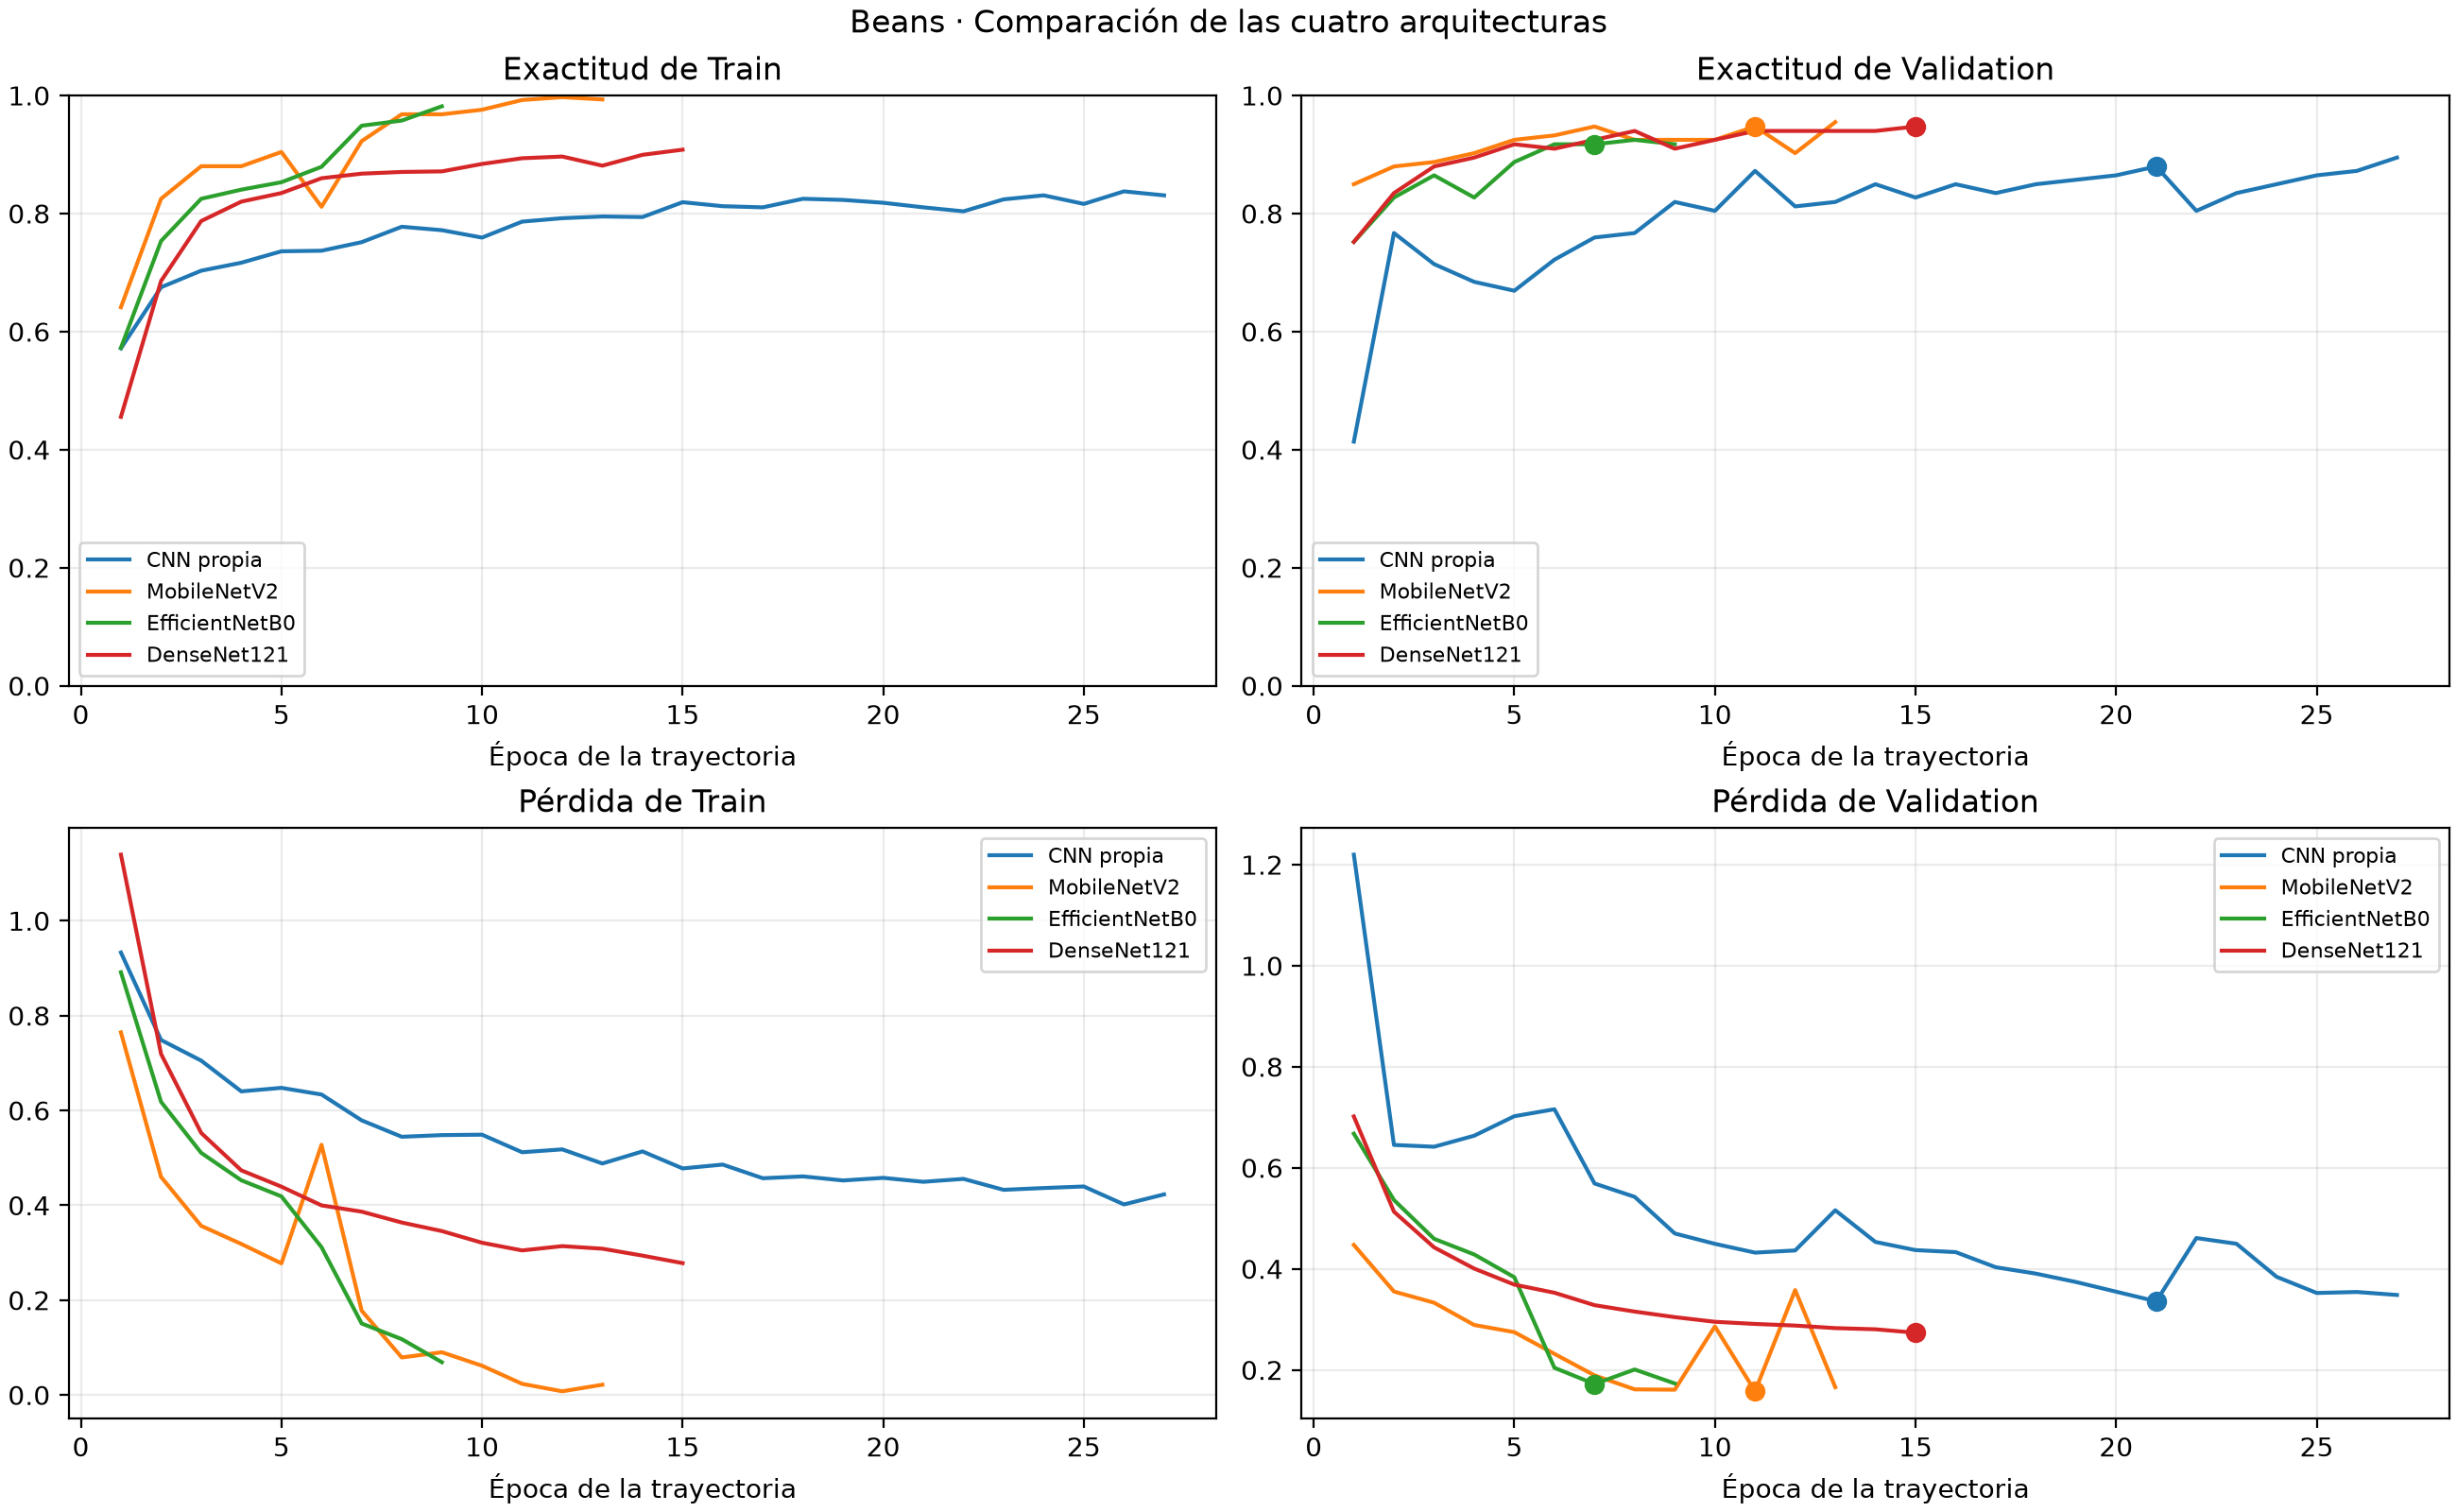 Beans · Comparación de las cuatro arquitecturas
Exactitud de Train
1.0
0.8
0.6
0.4
0.2
0.0
CNN propia
MobileNetV2
EfficientNetB0
DenseNet121
0 5 10 15 20 25
Época de la trayectoria
Exactitud de Validation
1.0
0.8
0.6
0.4
0.2
0.0
CNN propia
MobileNetV2
EfficientNetB0
DenseNet121
0 5 10 15 20 25
Época de la trayectoria
Pérdida de Train
1.0
0.8
0.6
0.4
0.2
0.0
CNN propia
MobileNetV2
EfficientNetB0
DenseNet121
0 5 10 15 20 25
Época de la trayectoria
Pérdida de Validation
1.2
1.0
0.8
0.6
0.4
0.2
CNN propia
MobileNetV2
EfficientNetB0
DenseNet121
0 5 10 15 20 25
Época de la trayectoria